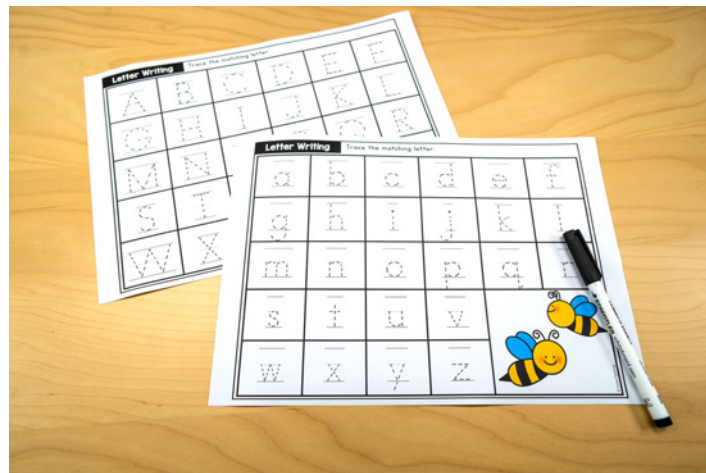 Letter Writing Trace the matching letter.
A B C D E F
G H I J K L
M N Q R
S T
W X
Letter Writing Trace the matching letter.
a b c d e f
g h i j k l
m n o p q r
s t u v
w x y z